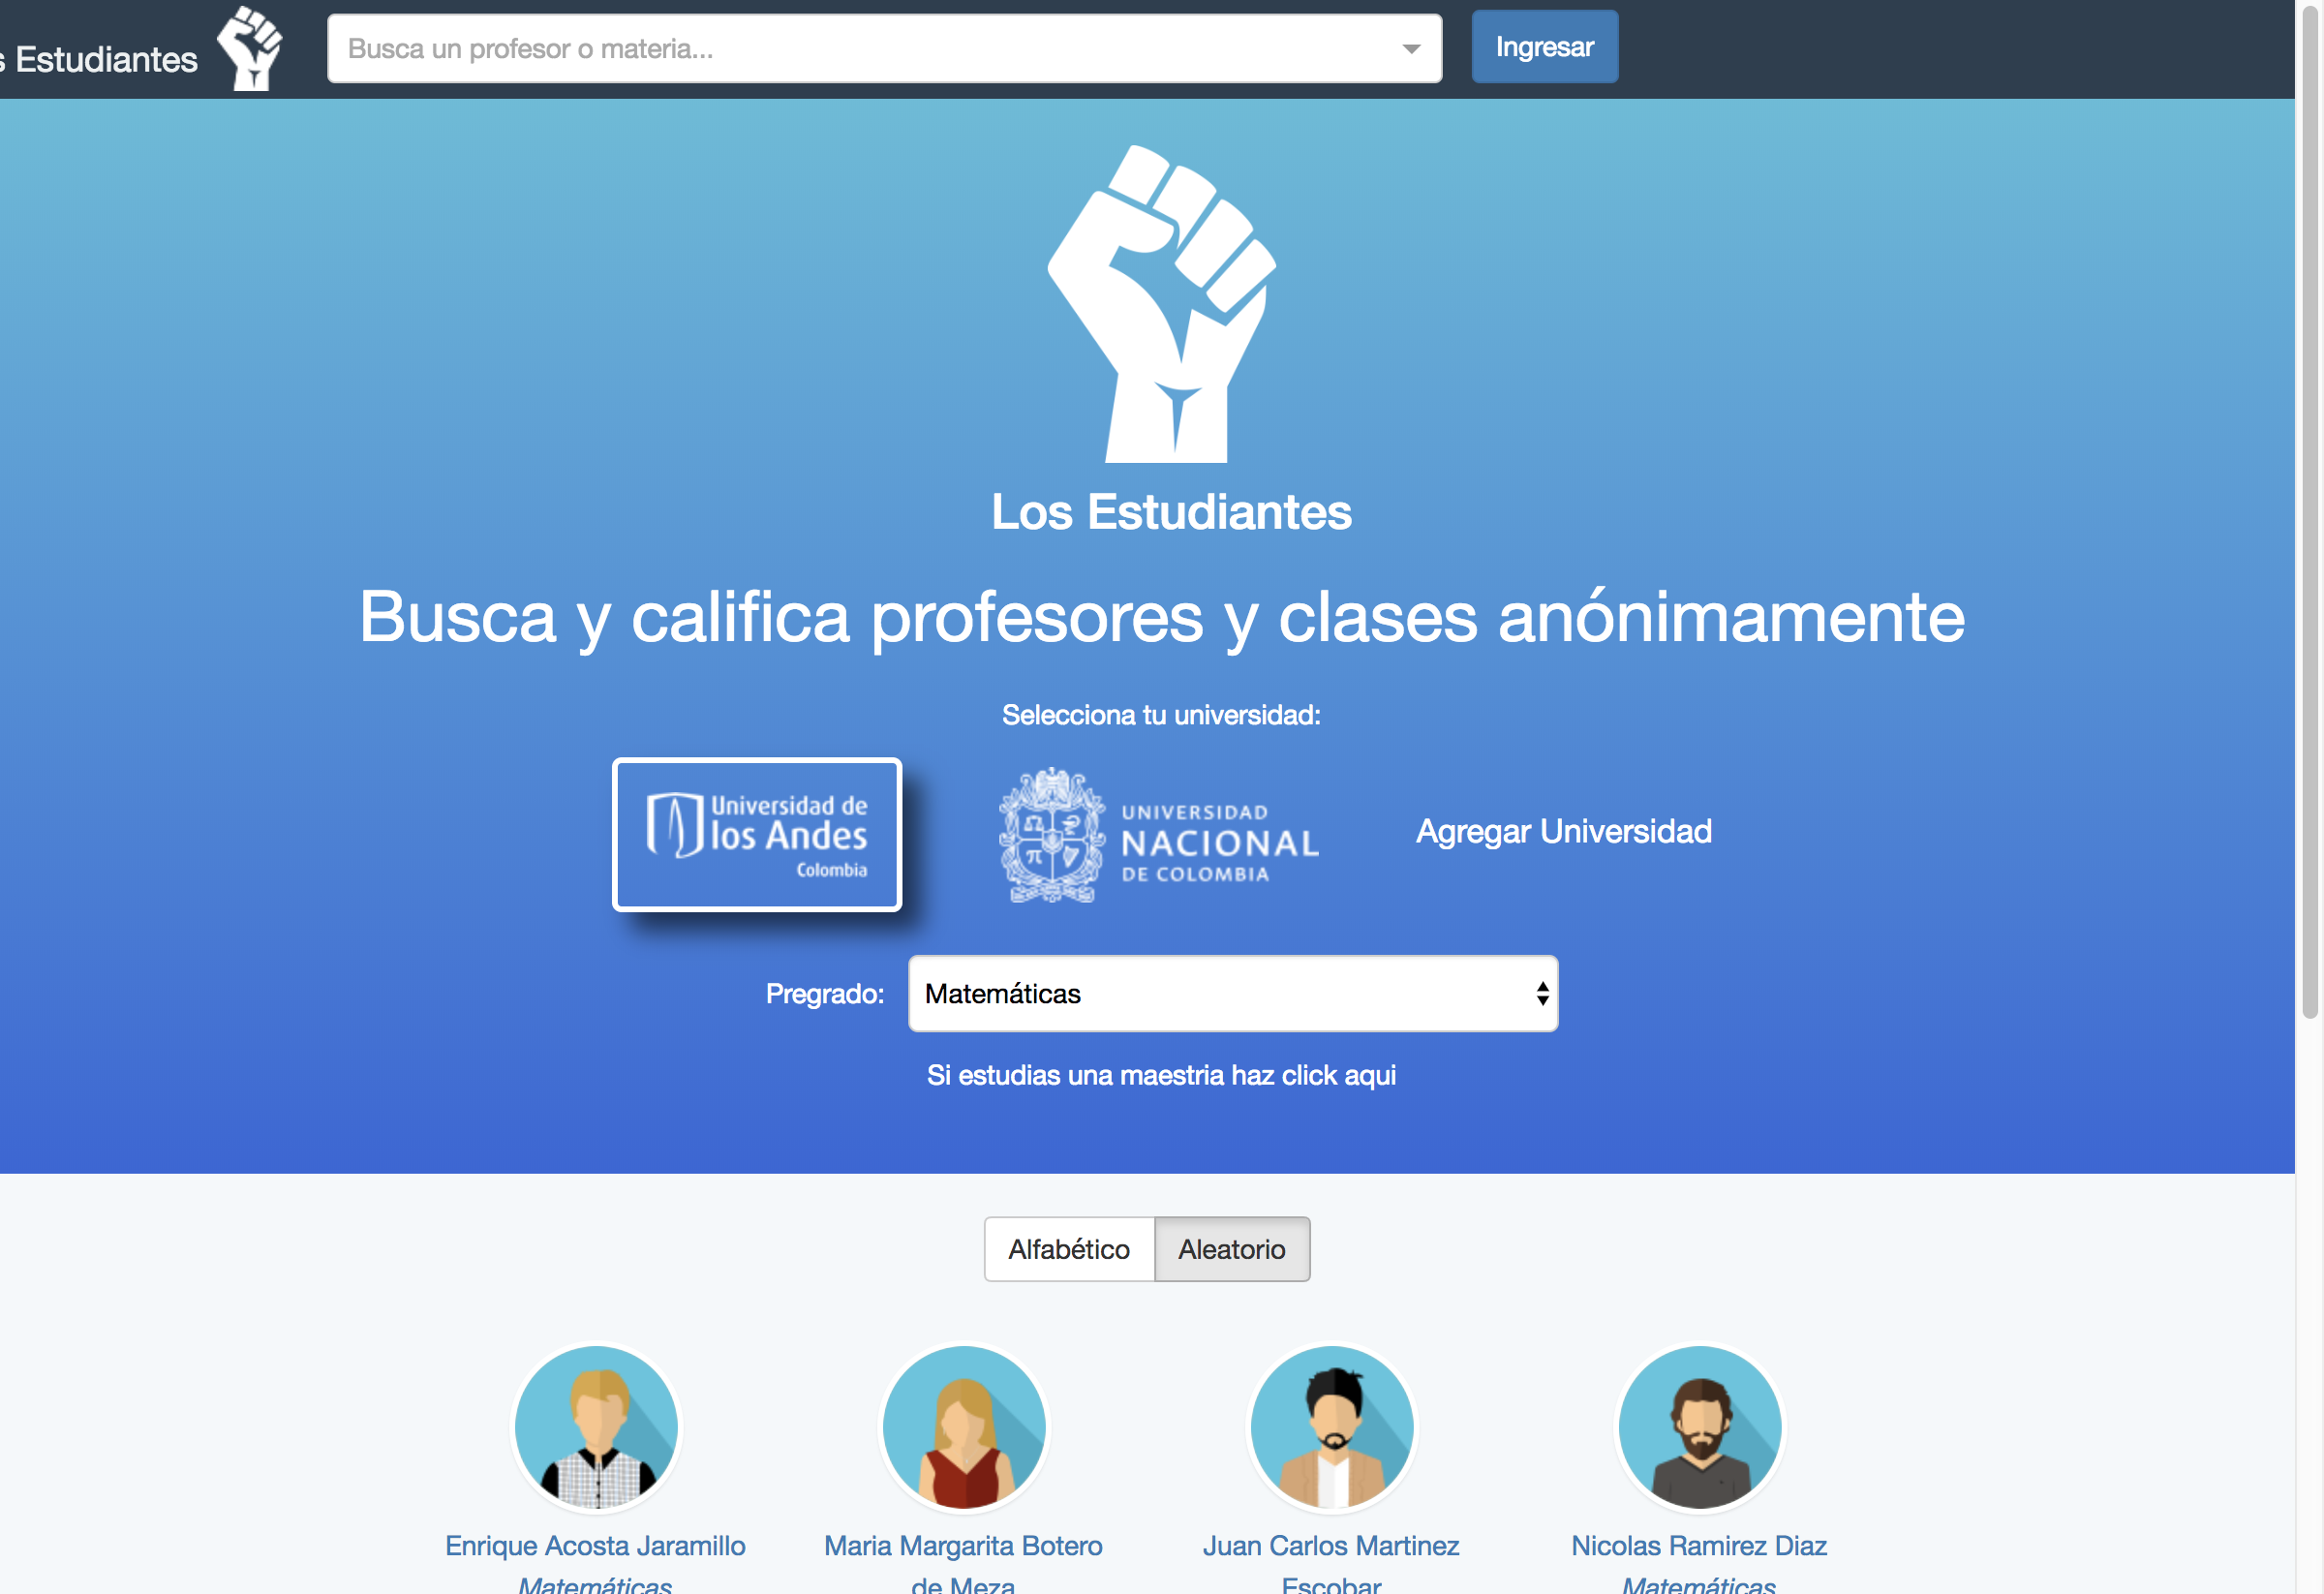 s Estudiantes
Busca un profesor o materia...
Ingresar
Los Estudiantes
Busca y califica profesores y clases anónimamente
Selecciona tu universidad:
Universidad de
los Andes
Colombia
UNIVERSIDAD
NACIONAL
DE COLOMBIA
Agregar Universidad
Pregrado:
Matemáticas
Si estudias una maestria haz click aqui
Alfabético
Aleatorio
Enrique Acosta Jaramillo
Matemáticas
Maria Margarita Botero
de Meza
Juan Carlos Martinez
Escobar
Nicolas Ramirez Diaz
Matemáticas